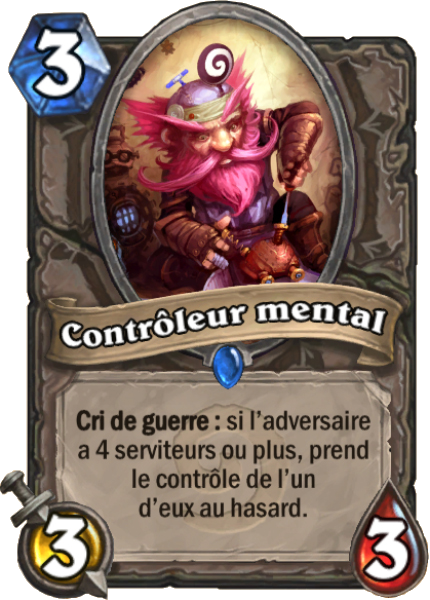 3
Contrôleur mental
Cri de guerre : si l’adversaire
a 4 serviteurs ou plus, prend
le contrôle de l’un
d’eux au hasard.
3
3